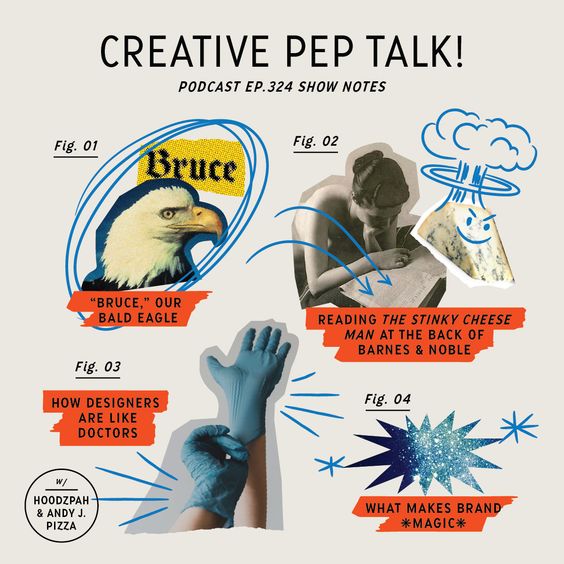 CREATIVE PEP TALK!
PODCAST EP.324 SHOW NOTES
Fig. 01
Bruce
"BRUCE," OUR
BALD EAGLE
Fig. 02
READING THE STINKY CHEESE
MAN AT THE BACK OF
BARNES & NOBLE
Fig. 03
HOW DESIGNERS
ARE LIKE
DOCTORS
W/
HOODZPAH
& ANDY J.
PIZZA
Fig. 04
WHAT MAKES BRAND
*MAGIC*